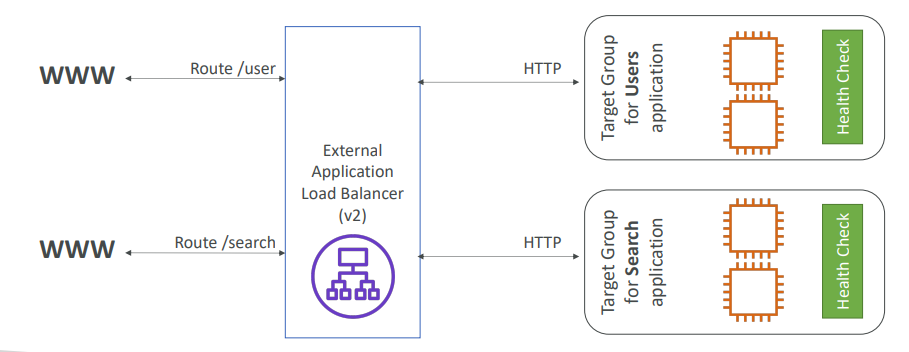 WWW
Route /user
External
Application
Load Balancer
(v2)
HTTP
Target Group
for Users
application
Health Check
WWW
Route /search
HTTP
Target Group
for Search
application
Health Check